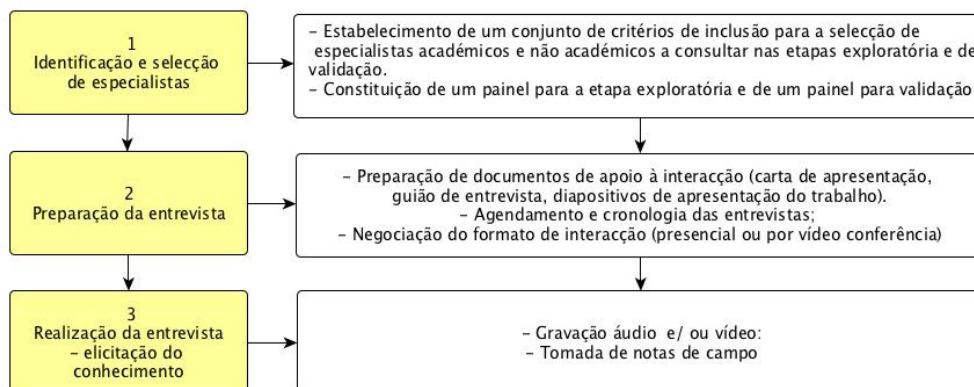 1
Identificação e selecção
de especialistas
– Estabelecimento de um conjunto de critérios de inclusão para a selecção de
especialistas académicos e não académicos a consultar nas etapas exploratória e de
validação.
– Constituição de um painel para a etapa exploratória e de um painel para validação
2
Preparação da entrevista
– Preparação de documentos de apoio à interacção (carta de apresentação,
guião de entrevista, diapositivos de apresentação do trabalho).
– Agendamento e cronologia das entrevistas;
– Negociação do formato de interacção (presencial ou por vídeo conferência)
3
Realização da entrevista
– elicitação do
conhecimento
– Gravação áudio e/ ou vídeo:
– Tomada de notas de campo